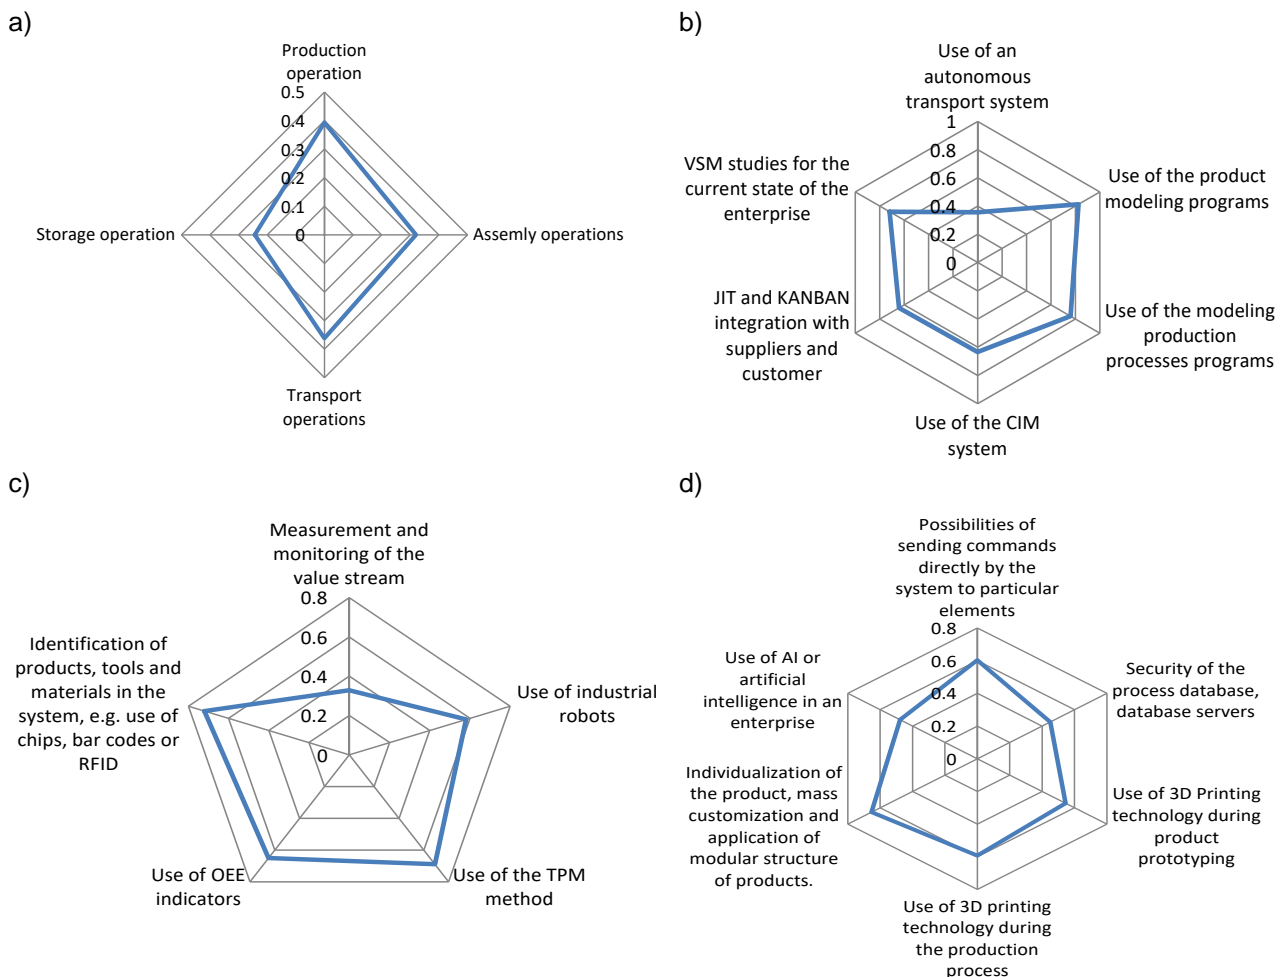 a)
Production
operation
0.5
0.4
0.3
0.2
0.1
0
Storage operation
Assemly operations
Transport
operations
b)
Use of an
autonomous
transport system
1
0.8
0.6
0.4
0.2
0
VSM studies for the
current state of the
enterprise
Use of the product
modeling programs
JIT and KANBAN
integration with
suppliers and
customer
Use of the modeling
production
processes programs
Use of the CIM
system
c)
Measurement and
monitoring of the
value stream
0.8
0.6
0.4
0.2
0
Identification of
products, tools and
materials in the
system, e.g. use of
chips, bar codes or
RFID
Use of industrial
robots
Use of OEE
indicators
Use of the TPM
method
d)
Possibilities of
sending commands
directly by the
system to particular
elements
0.8
0.6
0.4
0.2
0
Use of AI or
artificial
intelligence in an
enterprise
Security of the
process database,
database servers
Individualization of
the product, mass
customization and
application of
modular structure
of products.
Use of 3D Printing
technology during
product
prototyping
Use of 3D printing
technology during
the production
process